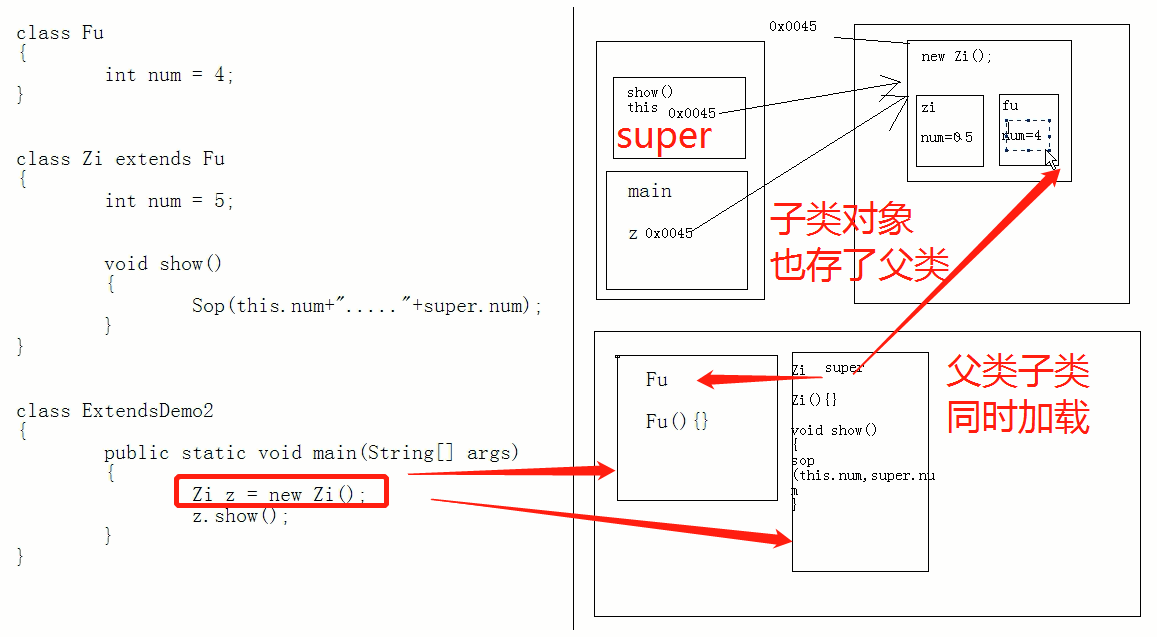 class Fu
{
int num = 4;
}
class Zi extends Fu
{
int num = 5;
void show()
{
Sop(this.num+"....."+super.num);
}
}
class ExtendsDemo2
{
public static void main(String[] args)
{
Zi z = new Zi();
z.show();
}
}
show()
this 0x0045
super
main
z 0x0045
0x0045
new Zi();
zi
num=0 5
fu
num=4
子类对象
也存了父类
Fu
Fu(){}
Zi super
Zi(){}
void show()
{
sop
(this.num,super.nu
m
}
父类子类
同时加载